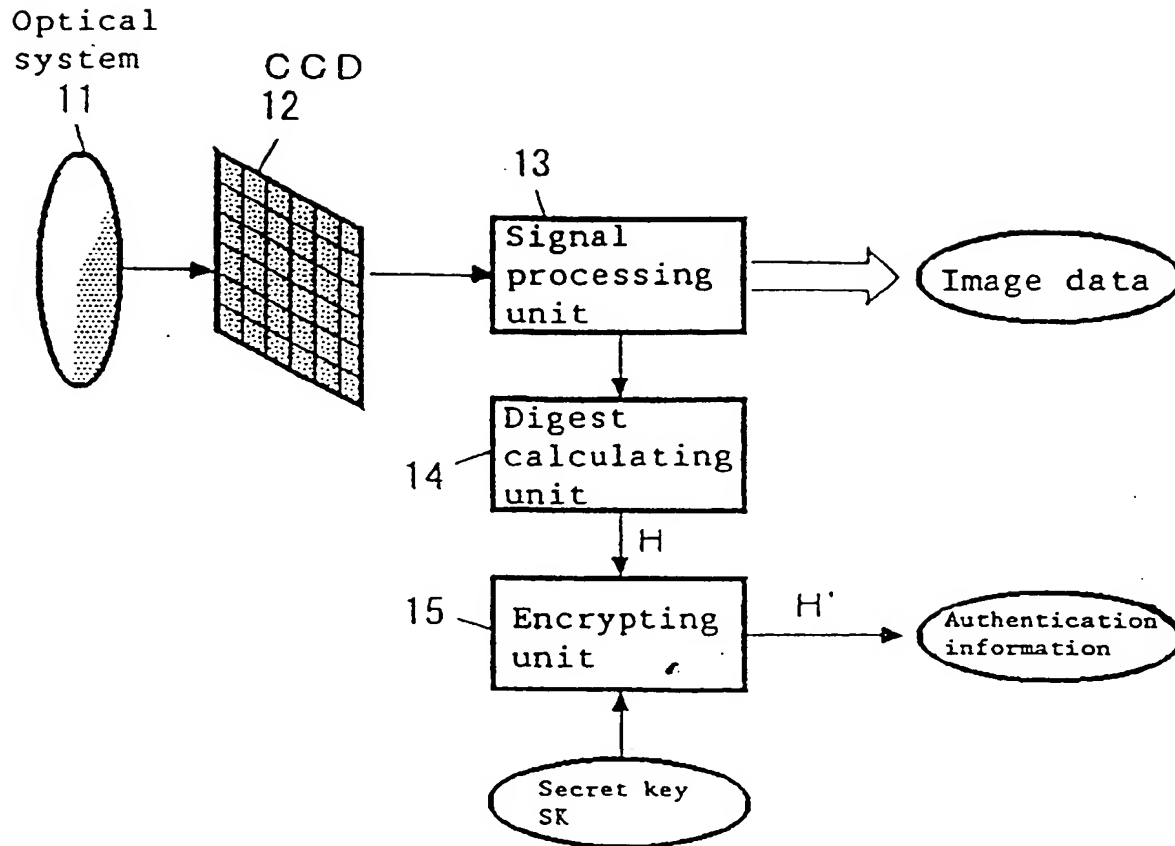 Optical
system
11
CCD
12
13
Signal
processing
unit
Image data
Digest
calculating
unit
14
H
15
Encrypting
unit
H'
Authentication
information
Secret key
SK